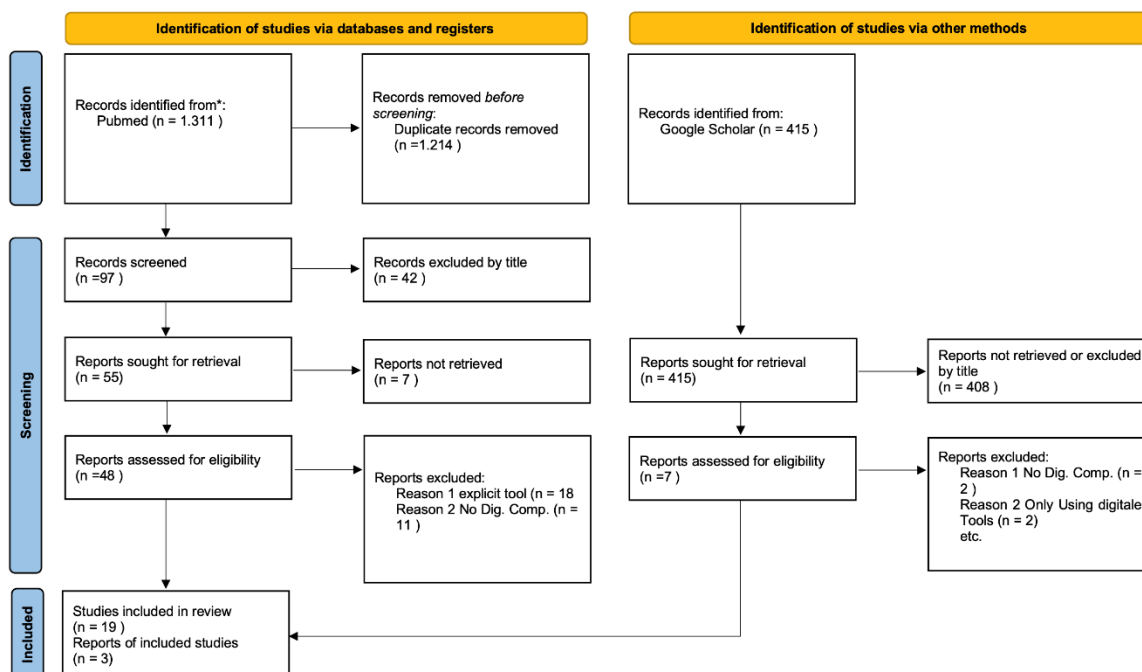 Identification of studies via databases and registers
Identification of studies via other methods
Identification
Records identified from*:
Pubmed (n = 1.311 )
Records removed before
screening:
Duplicate records removed
(n =1.214 )
Records identified from:
Google Scholar (n = 415)
Screening
Records screened
(n =97 )
Records excluded by title
(n = 42)
Reports sought for retrieval
(n = 55)
Reports not retrieved
(n = 7 )
Reports sought for retrieval
(n = 415)
Reports not retrieved or excluded
by title
(n = 408 )
Reports assessed for eligibility
(n =48 )
Reports excluded:
Reason 1 explicit tool (n = 18
Reason 2 No Dig. Comp. (n =
11 )
Reports assessed for eligibility
(n =7 )
Reports excluded:
Reason 1 No Dig. Comp. (n =
2 )
Reason 2 Only Using digitale
Tools (n = 2)
etc.
Included
Studies included in review
(n = 19 )
Reports of included studies
(n = 3)